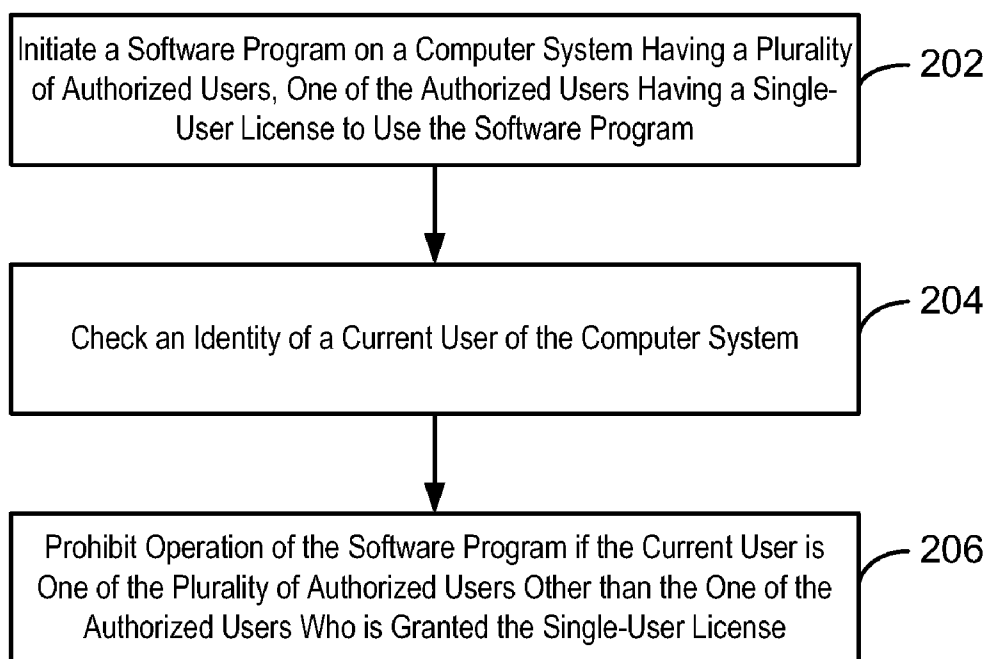 Initiate a Software Program on a Computer System Having a Plurality
of Authorized Users, One of the Authorized Users Having a Single-
User License to Use the Software Program
202
Check an Identity of a Current User of the Computer System
204
Prohibit Operation of the Software Program if the Current User is
One of the Plurality of Authorized Users Other than the One of the
Authorized Users Who is Granted the Single-User License
206